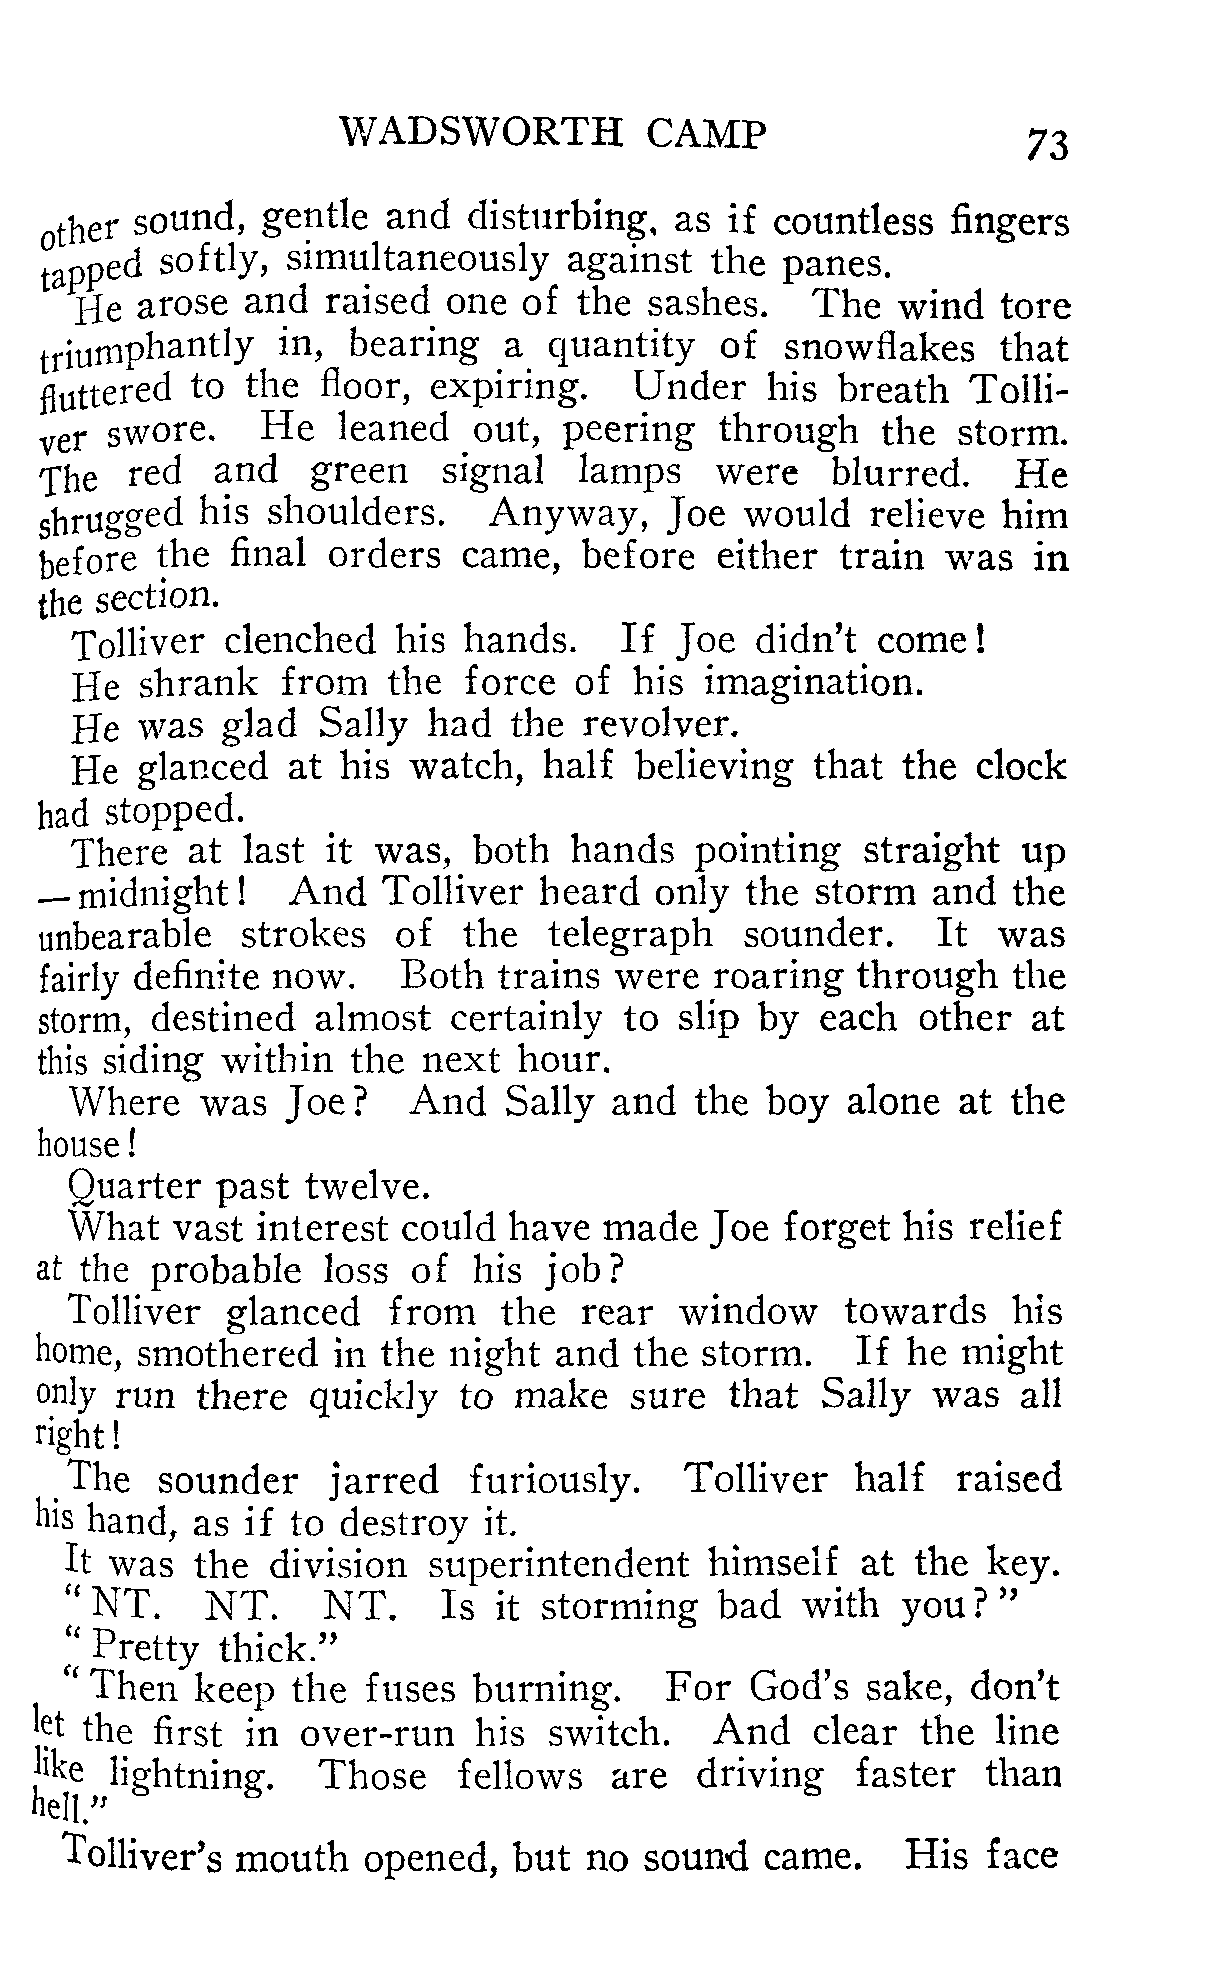 WADSWORTH CAMP 73
other sound, gentle and disturbing, as if countless fingers
tapped softly, simultaneously against the panes.
He arose and raised one of the sashes. The wind tore
triumphantly in, bearing a quantity of snowflakes that
fluttered to the floor, expiring. Under his breath Tolli-
ver swore. He leaned out, peering through the storm.
The red and green signal lamps were blurred. He
shrugged his shoulders. Anyway, Joe would relieve him
before the final orders came, before either train was in
the section.
Tolliver clenched his hands. If Joe didn't come!
He shrank from the force of his imagination.
He was glad Sally had the revolver.
He glanced at his watch, half believing that the clock
had stopped.
There at last it was, both hands pointing straight up
—midnight! And Tolliver heard only the storm and the
unbearable strokes of the telegraph sounder. It was
fairly definite now. Both trains were roaring through the
storm, destined almost certainly to slip by each other at
this siding within the next hour.
Where was Joe? And Sally and the boy alone at the
house!
Quarter past twelve.
What vast interest could have made Joe forget his relief
at the probable loss of his job?
Tolliver glanced from the rear window towards his
home, smothered in the night and the storm. If he might
only run there quickly to make sure that Sally was all
right!
The sounder jarred furiously. Tolliver half raised
his hand, as if to destroy it.
It was the division superintendent himself at the key.
"NT. NT. NT. Is it storming bad with you?"
"Pretty thick."
"Then keep the fuses burning. For God's sake, don't
let the first in over-run his switch. And clear the line
like lightning. Those fellows are driving faster than
hell."
Tolliver's mouth opened, but no sound came. His face